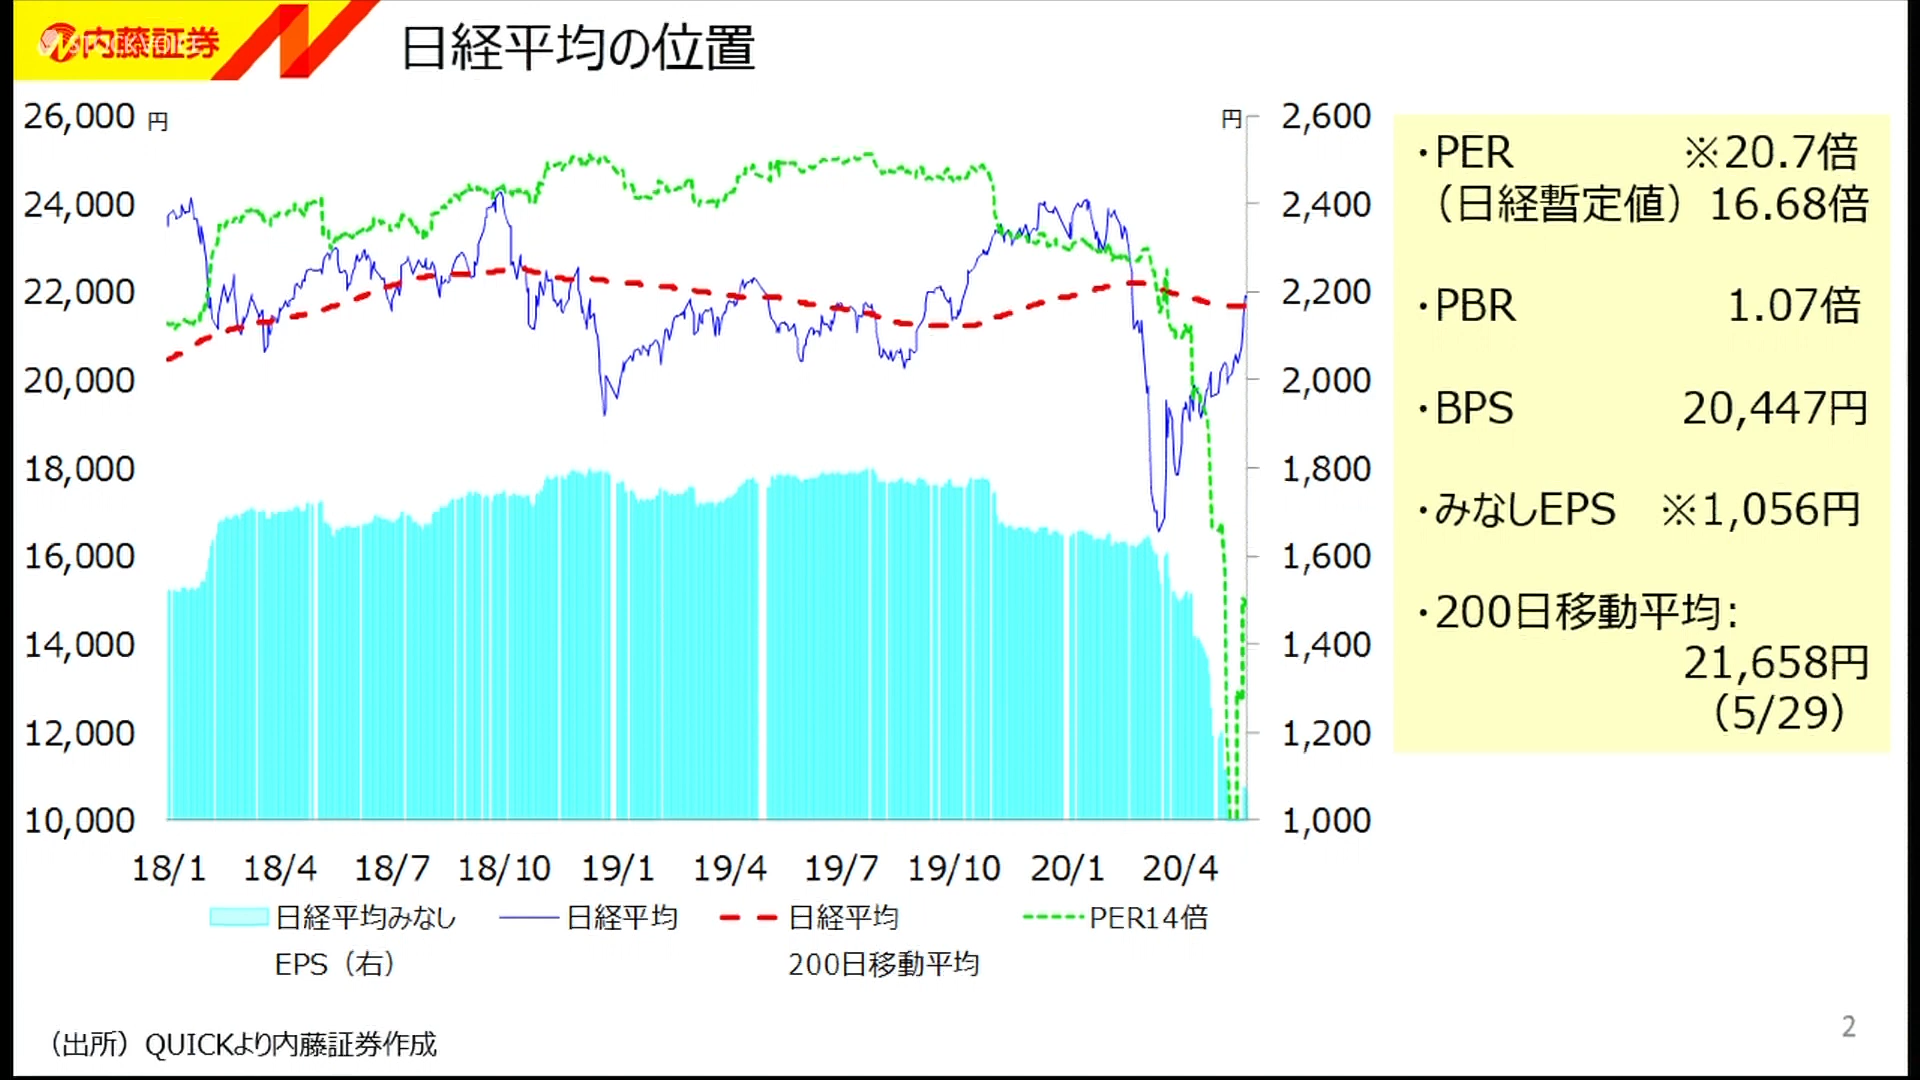 内藤証券
STOCK VOICE
日経平均の位置
26,000 円
24,000
22,000
20,000
18,000
16,000
14,000
12,000
10,000
円 2,600
2,400
2,200
2,000
1,800
1,600
1,400
1,200
1,000
18/1 18/4 18/7 18/10 19/1 19/4 19/7 19/10 20/1 20/4
日経平均みなし
EPS（右）
日経平均
日経平均
200日移動平均
PER14倍
・PER ※20.7倍
（日経暫定値）16.68倍
・PBR 1.07倍
・BPS 20,447円
・みなしEPS ※1,056円
・200日移動平均：
21,658円
（5/29）
（出所）QUICKより内藤証券作成
2